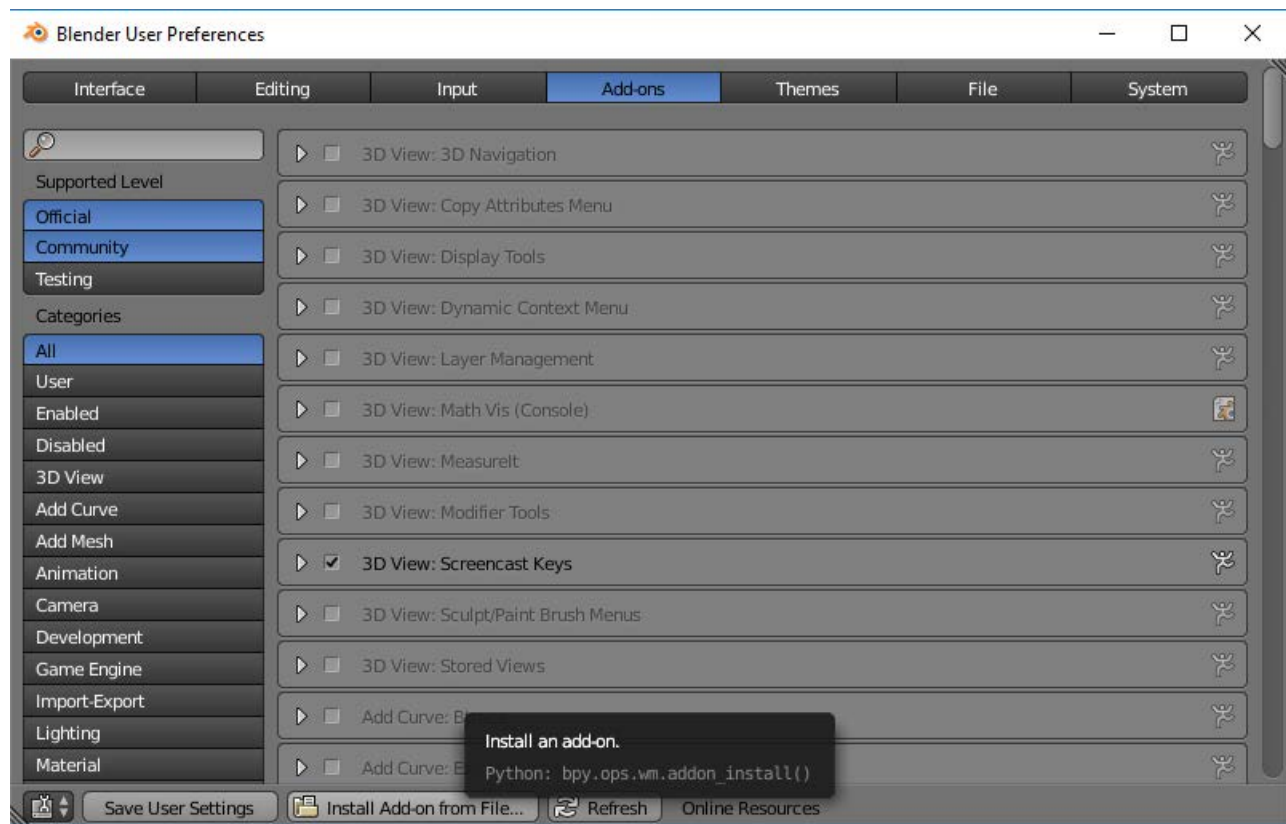 Blender User Preferences
Interface Editing Input Add-ons Themes File System
Supported Level
Official
Community
Testing
Categories
All
User
Enabled
Disabled
3D View
Add Curve
Add Mesh
Animation
Camera
Development
Game Engine
Import-Export
Lighting
Material
3D View: 3D Navigation
3D View: Copy Attributes Menu
3D View: Display Tools
3D View: Dynamic Context Menu
3D View: Layer Management
3D View: Math Vis (Console)
3D View: MeasureIt
3D View: Modifier Tools
3D View: Screencast Keys
3D View: Sculpt/Paint Brush Menus
3D View: Stored Views
Add Curve:
Add Curve:
Install an add-on.
Python: bpy.ops.wm.addon_install()
Save User Settings Install Add-on from File... Refresh Online Resources